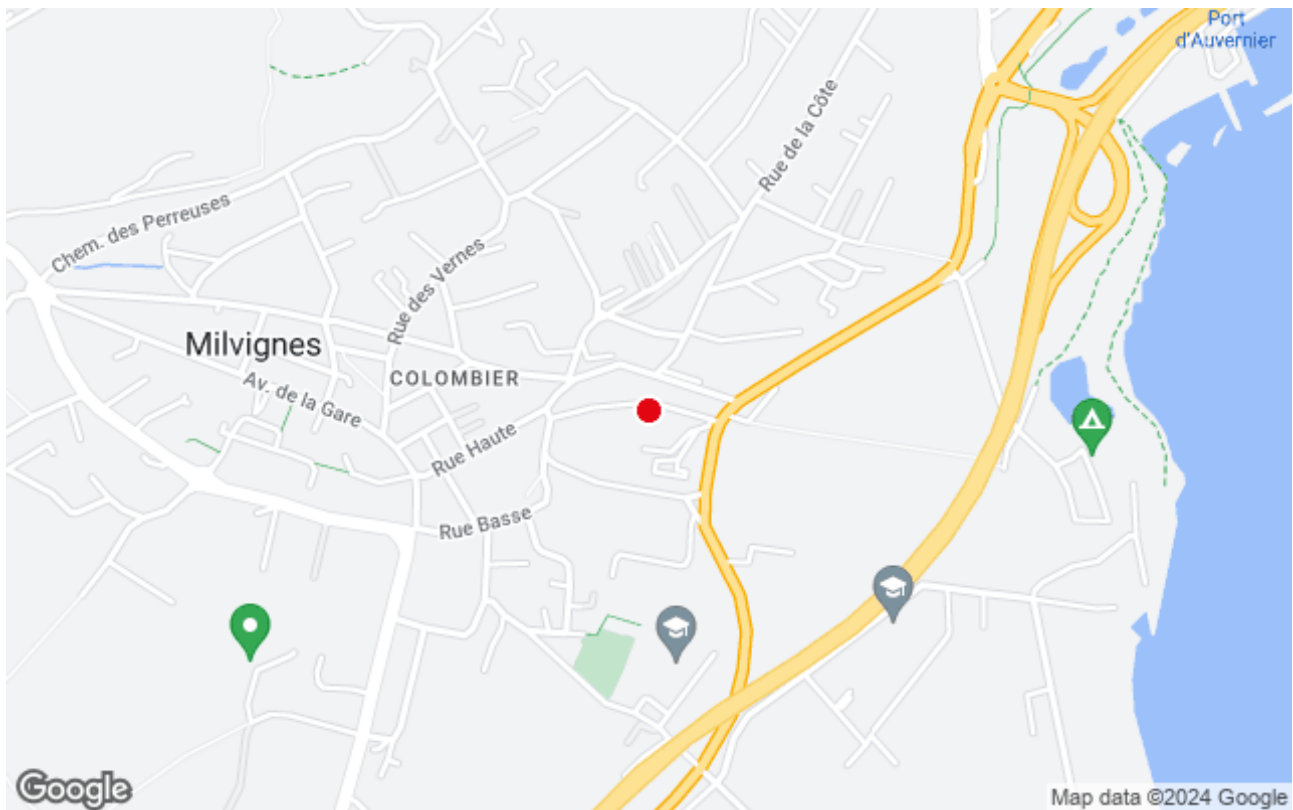 Port
d'Auvernier
Rue de la Côte
Chem. des Perreuses
Rue des Vernes
Milvignes
COLOMBIER
Av. de la Gare
Rue Haute
Rue Basse
Google
Map data ©2024 Google